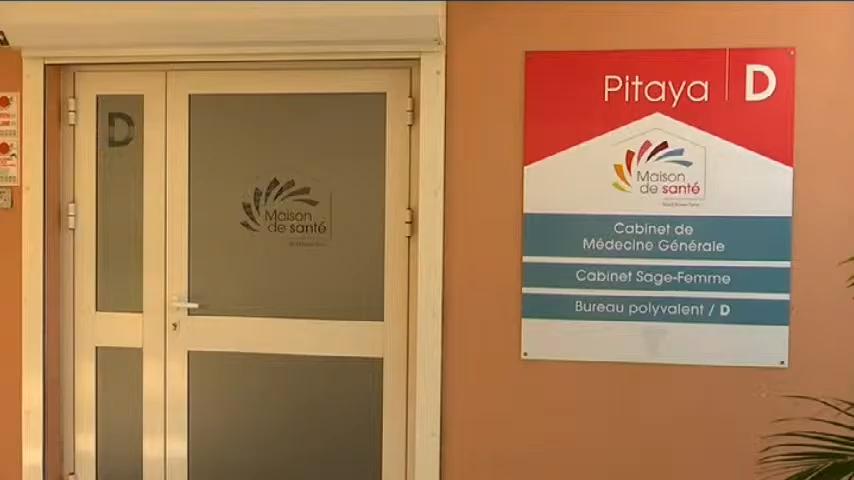 D
Maison
de santé
Pitaya D
Maison
de santé
Cabinet de
Médecine Générale
Cabinet Sage-Femme
Bureau polyvalent / D